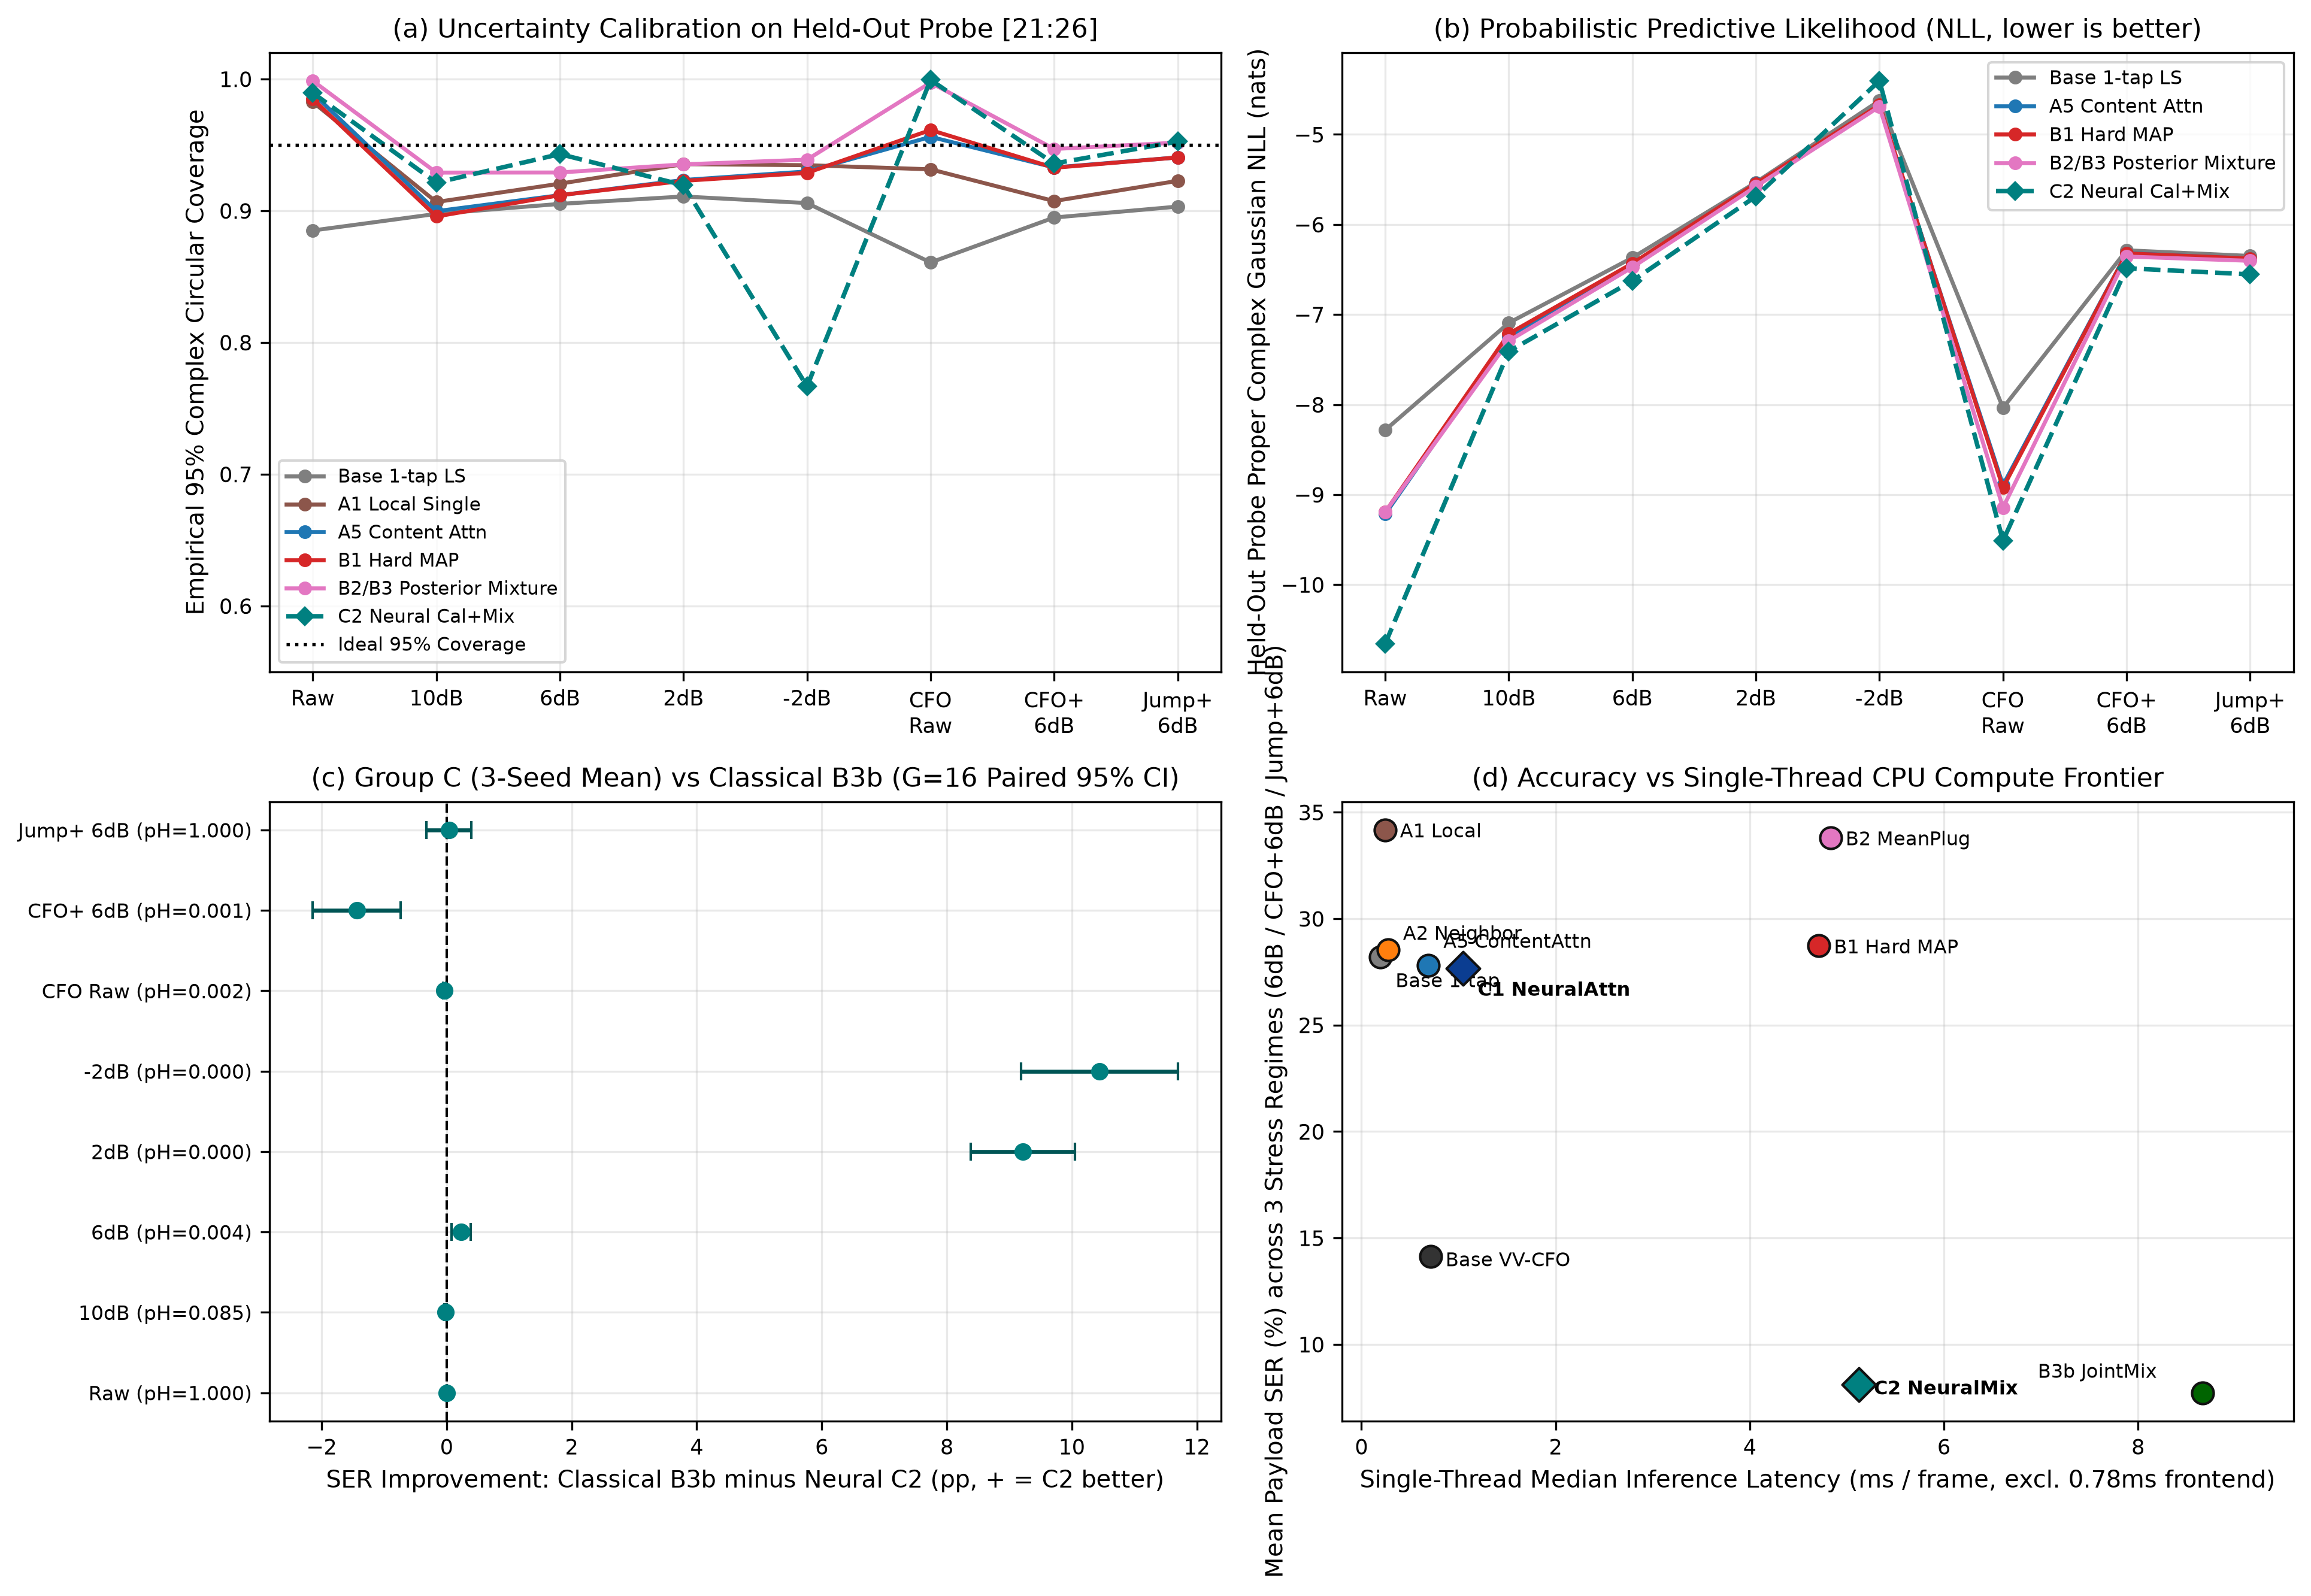 (a) Uncertainty Calibration on Held-Out Probe [21:26]
Empirical 95% Complex Circular Coverage
1.0
0.9
0.8
0.7
0.6
Base 1-tap LS
A1 Local Single
A5 Content Attn
B1 Hard MAP
B2/B3 Posterior Mixture
C2 Neural Cal+Mix
Ideal 95% Coverage
Raw
10dB
6dB
2dB
-2dB
CFO
Raw
CFO+
6dB
Jump+
6dB
(b) Probabilistic Predictive Likelihood (NLL, lower is better)
Held-Out Probe Proper Complex Gaussian NLL (nats)
−5
−6
−7
−8
−9
−10
Base 1-tap LS
A5 Content Attn
B1 Hard MAP
B2/B3 Posterior Mixture
C2 Neural Cal+Mix
Raw
10dB
6dB
2dB
-2dB
CFO
Raw
CFO+
6dB
Jump+
6dB
(c) Group C (3-Seed Mean) vs Classical B3b (G=16 Paired 95% CI)
Jump+ 6dB (pH=1.000)
CFO+ 6dB (pH=0.001)
CFO Raw (pH=0.002)
-2dB (pH=0.000)
2dB (pH=0.000)
6dB (pH=0.004)
10dB (pH=0.085)
Raw (pH=1.000)
−2
0
2
4
6
8
10
12
SER Improvement: Classical B3b minus Neural C2 (pp, + = C2 better)
(d) Accuracy vs Single-Thread CPU Compute Frontier
Mean Payload SER (%) across 3 Stress Regimes (6dB / CFO+6dB / Jump+6dB)
35
30
25
20
15
10
A1 Local
B2 MeanPlug
A2 Neighbor
A5 ContentAttn
B1 Hard MAP
Base 1-tap
C1 NeuralAttn
Base VV-CFO
B3b JointMix
C2 NeuralMix
0
2
4
6
8
Single-Thread Median Inference Latency (ms / frame, excl. 0.78ms frontend)